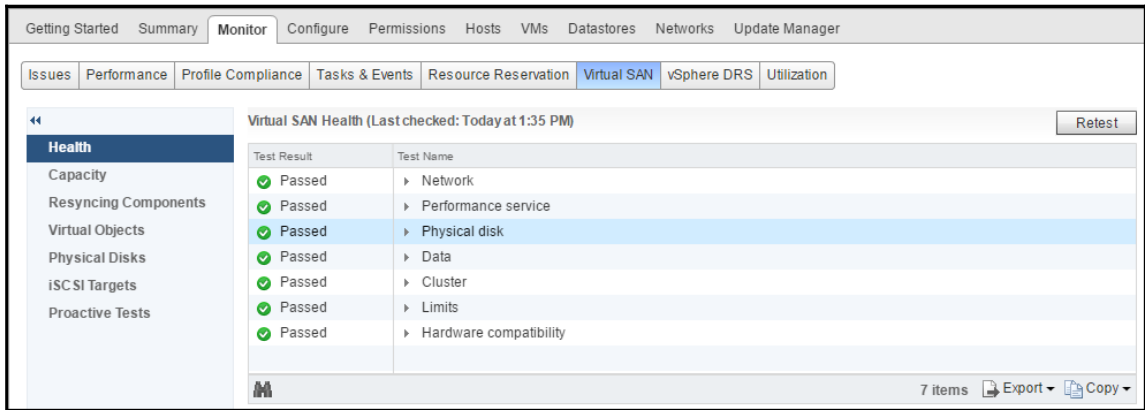 Getting Started Summary Monitor Configure Permissions Hosts VMs Datastores Networks Update Manager
Issues Performance Profile Compliance Tasks & Events Resource Reservation Virtual SAN vSphere DRS Utilization
Virtual SAN Health (Last checked: Today at 1:35 PM)
Retest
Health
Capacity
Resyncing Components
Virtual Objects
Physical Disks
iSCSI Targets
Proactive Tests
Test Result Test Name
Passed Network
Passed Performance service
Passed Physical disk
Passed Data
Passed Cluster
Passed Limits
Passed Hardware compatibility
7 items Export Copy